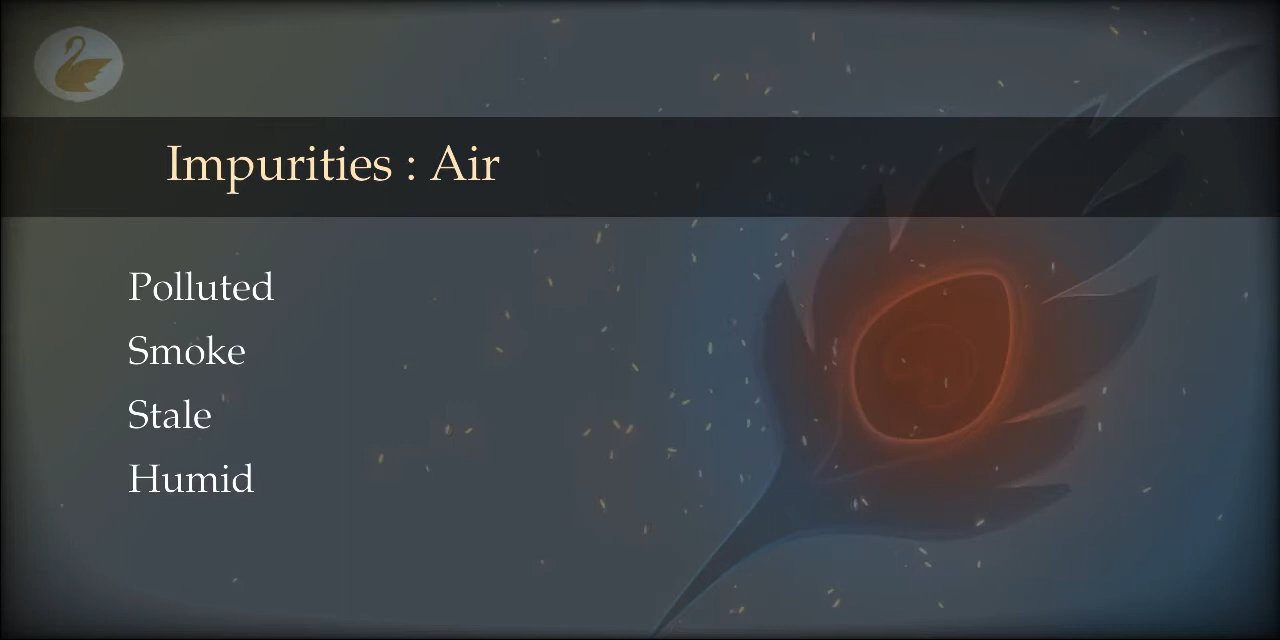 Impurities : Air
Polluted
Smoke
Stale
Humid